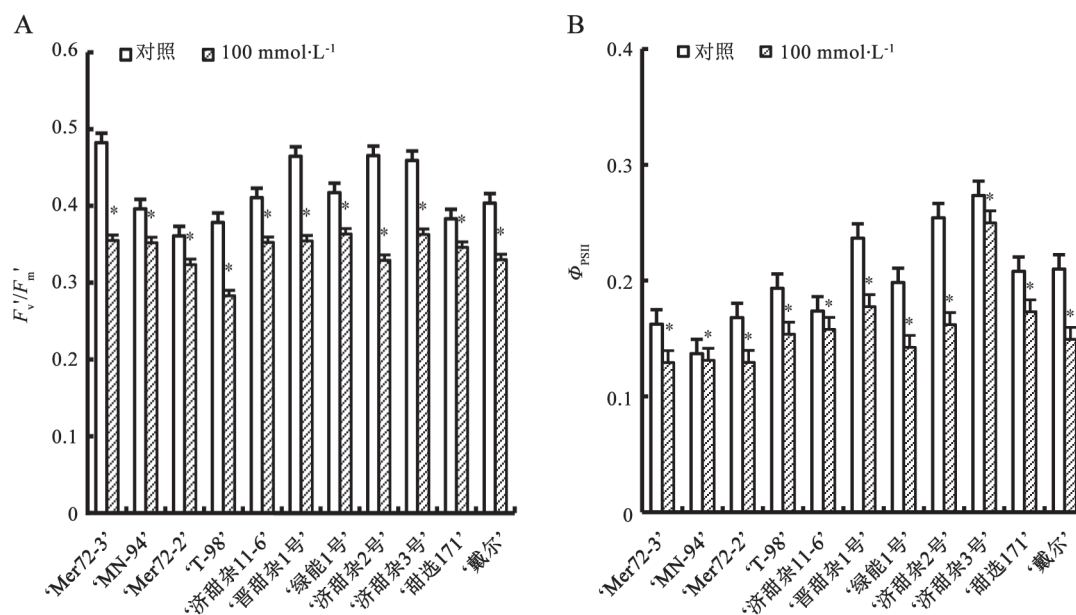 A
0.6
0.5
0.4
0.3
0.2
0.1
0
Fv'/Fm'
对照
100 mmol·L⁻¹
*
*
*
*
*
*
*
*
*
*
*
‘Mer72-3’
‘MN-94’
‘Mer72-2’
‘T-98’
‘济甜杂11-6’
‘晋甜杂1号’
‘绿能1号’
‘济甜杂2号’
‘济甜杂3号’
‘甜选171’
‘戴尔’
B
0.4
0.3
0.2
0.1
0
ΦPSII
对照
100 mmol·L⁻¹
*
*
*
*
*
*
*
*
*
*
*
‘Mer72-3’
‘MN-94’
‘Mer72-2’
‘T-98’
‘济甜杂11-6’
‘晋甜杂1号’
‘绿能1号’
‘济甜杂2号’
‘济甜杂3号’
‘甜选171’
‘戴尔’